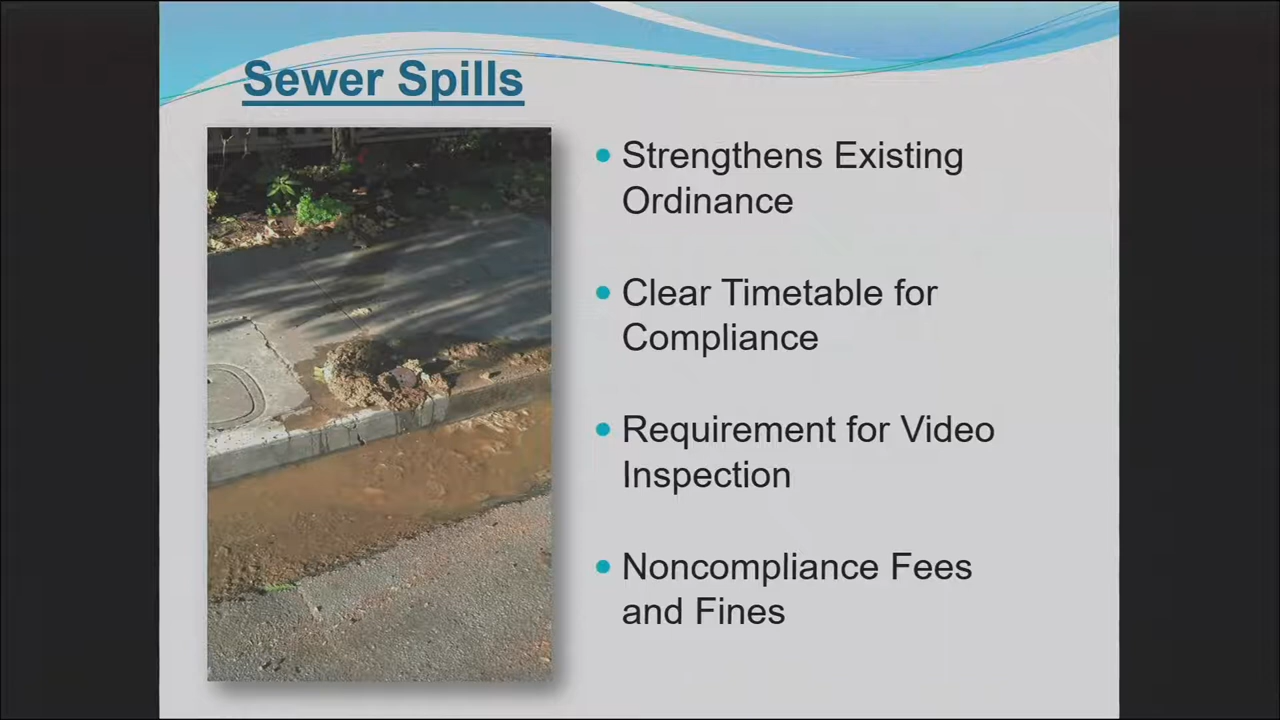 Sewer Spills
Strengthens Existing
Ordinance
Clear Timetable for
Compliance
Requirement for Video
Inspection
Noncompliance Fees
and Fines